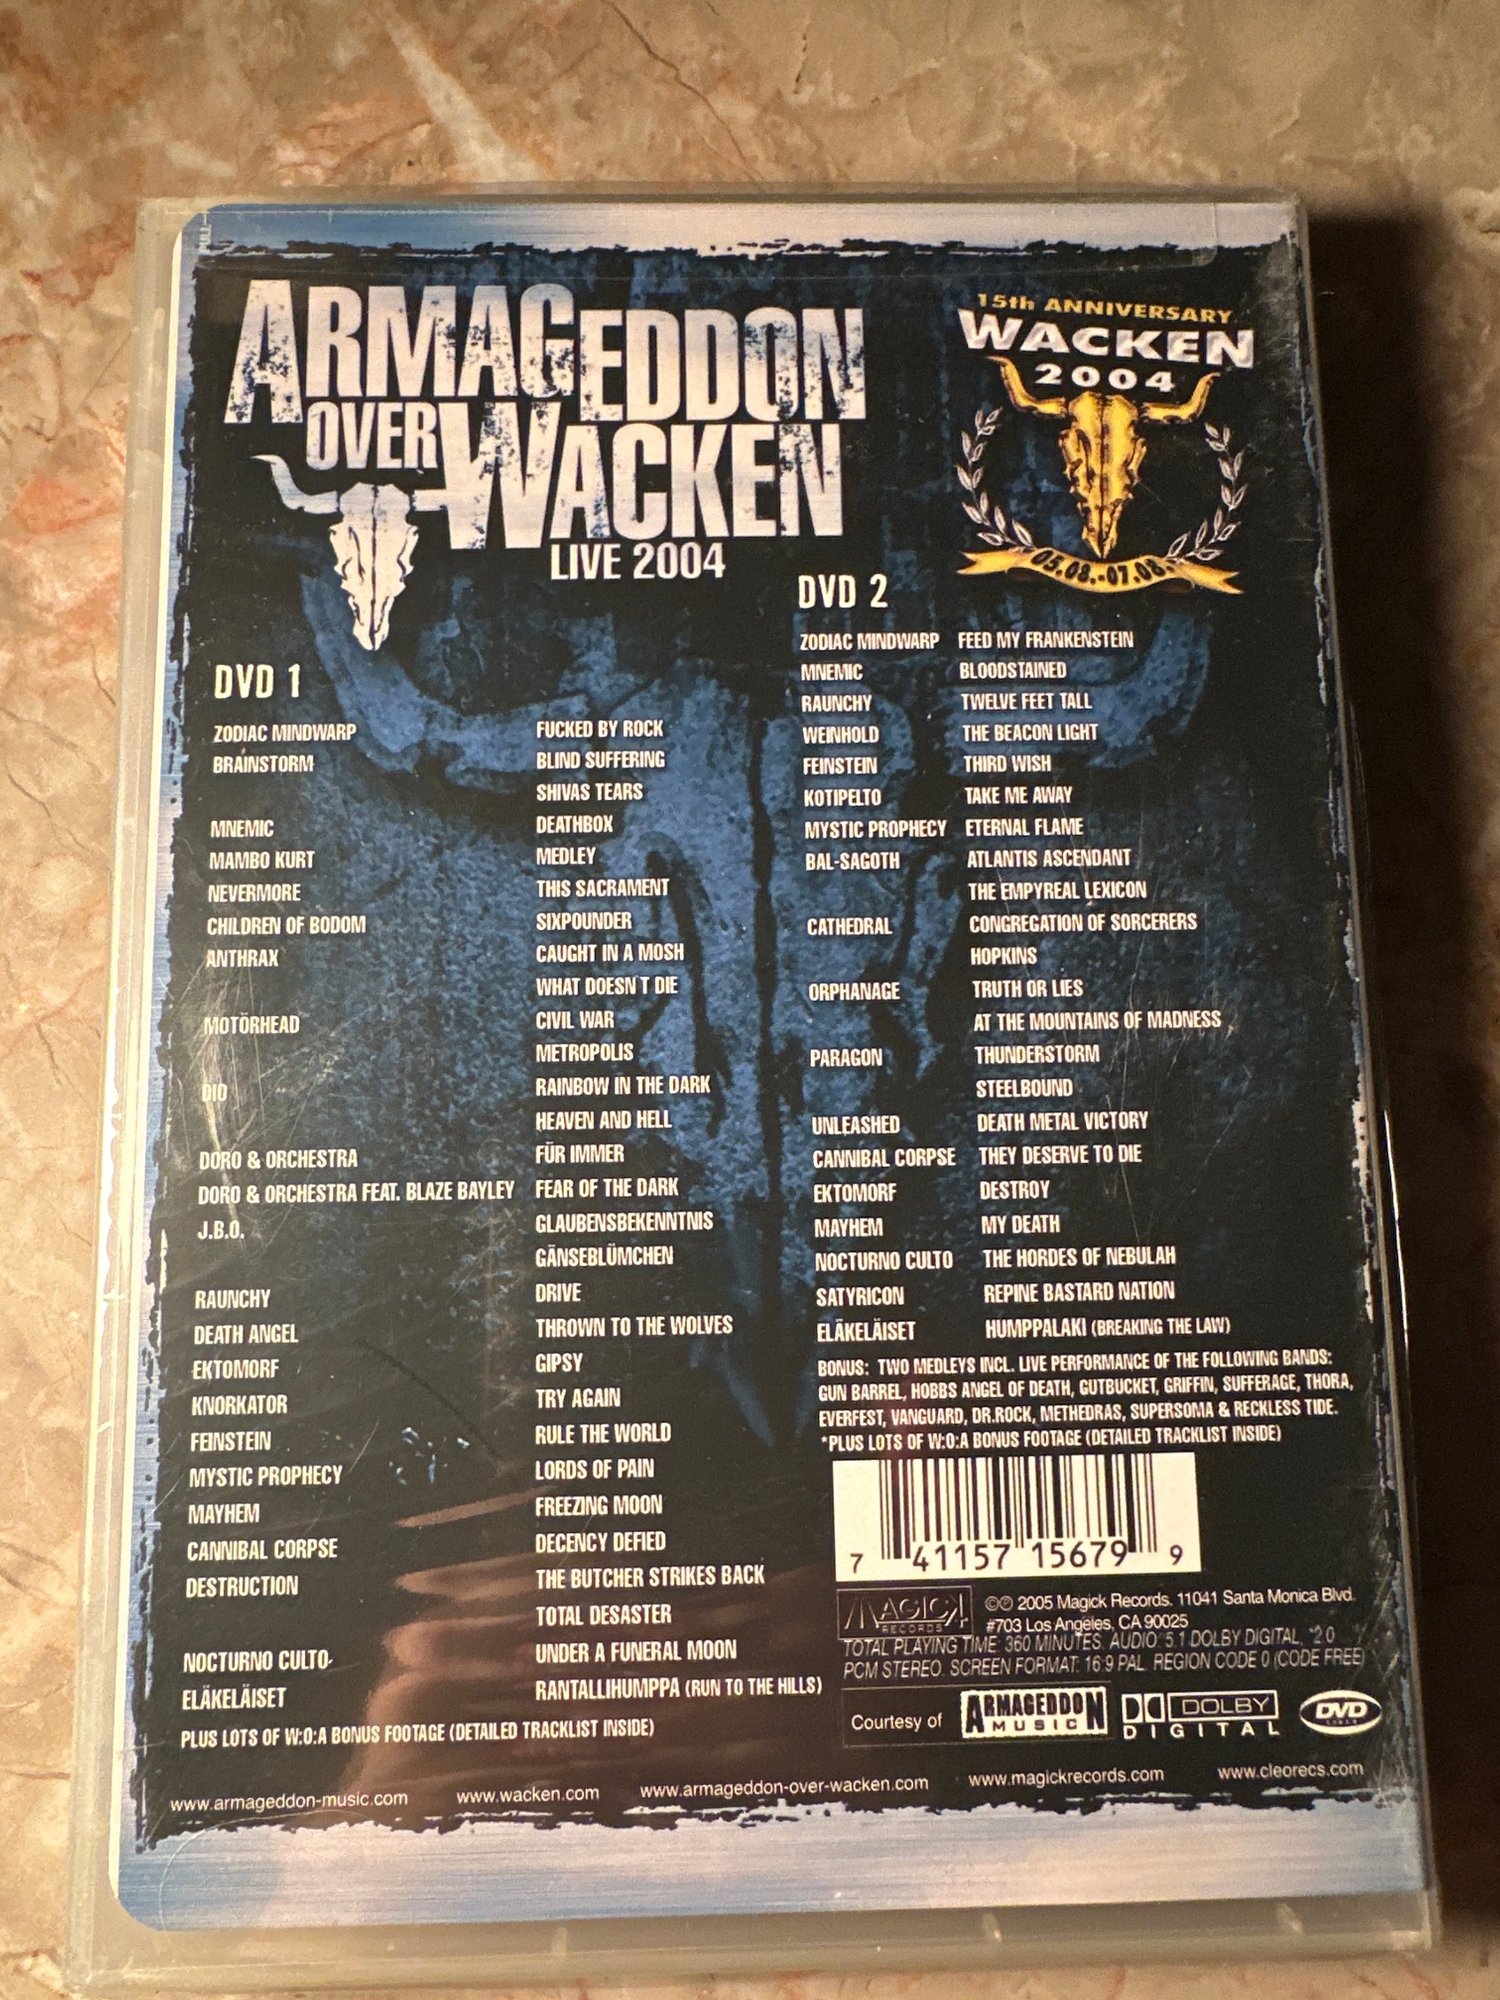 ARMAGEDDON
OVER WACKEN
LIVE 2004
15th ANNIVERSARY
WACKEN
2004
05.08.-07.08.
DVD 1
ZODIAC MINDWARP FUCKED BY ROCK
BRAINSTORM BLIND SUFFERING
SHIVAS TEARS
MNEMIC DEATHBOX
MAMBO KURT MEDLEY
NEVERMORE THIS SACRAMENT
CHILDREN OF BODOM SIXPOUNDER
ANTHRAX CAUGHT IN A MOSH
WHAT DOESN'T DIE
MOTÖRHEAD CIVIL WAR
METROPOLIS
DIO RAINBOW IN THE DARK
HEAVEN AND HELL
DORO & ORCHESTRA FÜR IMMER
DORO & ORCHESTRA FEAT. BLAZE BAYLEY FEAR OF THE DARK
J.B.O. GLAUBENSBEKENNTNIS
GÄNSEBLÜMCHEN
RAUNCHY DRIVE
DEATH ANGEL THROWN TO THE WOLVES
EKTOMORF GIPSY
KNORKATOR TRY AGAIN
FEINSTEIN RULE THE WORLD
MYSTIC PROPHECY LORDS OF PAIN
MAYHEM FREEZING MOON
CANNIBAL CORPSE DECENCY DEFIED
DESTRUCTION THE BUTCHER STRIKES BACK
TOTAL DESASTER
NOCTURNO CULTO UNDER A FUNERAL MOON
ELÄKELÄISET RANTALLIHUMPPA (RUN TO THE HILLS)
PLUS LOTS OF W:O:A BONUS FOOTAGE (DETAILED TRACKLIST INSIDE)
DVD 2
ZODIAC MINDWARP FEED MY FRANKENSTEIN
MNEMIC BLOODSTAINED
RAUNCHY TWELVE FEET TALL
WEINHOLD THE BEACON LIGHT
FEINSTEIN THIRD WISH
KOTIPELTO TAKE ME AWAY
MYSTIC PROPHECY ETERNAL FLAME
BAL-SAGOTH ATLANTIS ASCENDANT
THE EMPYREAL LEXICON
CATHEDRAL CONGREGATION OF SORCERERS
HOPKINS
ORPHANAGE TRUTH OR LIES
AT THE MOUNTAINS OF MADNESS
PARAGON THUNDERSTORM
STEELBOUND
UNLEASHED DEATH METAL VICTORY
CANNIBAL CORPSE THEY DESERVE TO DIE
EKTOMORF DESTROY
MAYHEM MY DEATH
NOCTURNO CULTO THE HORDES OF NEBULAH
SATYRICON REPINE BASTARD NATION
ELÄKELÄISET HUMPPALAKI (BREAKING THE LAW)
BONUS: TWO MEDLEYS INCL. LIVE PERFORMANCE OF THE FOLLOWING BANDS:
GUN BARREL, HOBBS ANGEL OF DEATH, GUTBUCKET, GRIFFIN, SUFFERAGE, THORA,
EVERFEST, VANGUARD, DR.ROCK, METHEDRAS, SUPERSOMA & RECKLESS TIDE.
*PLUS LOTS OF W:O:A BONUS FOOTAGE (DETAILED TRACKLIST INSIDE)
7 41157 15679 9
MAGICK
RECORDS
©℗ 2005 Magick Records. 11041 Santa Monica Blvd.
#703 Los Angeles, CA 90025
TOTAL PLAYING TIME: 360 MINUTES. AUDIO: 5.1 DOLBY DIGITAL, *2.0
PCM STEREO. SCREEN FORMAT: 16:9 PAL. REGION CODE 0 (CODE FREE)
Courtesy of
ARMAGEDDON
MUSIC
DOLBY
DIGITAL
DVD
VIDEO
www.armageddon-music.com www.wacken.com www.armageddon-over-wacken.com www.magickrecords.com www.cleorecs.com